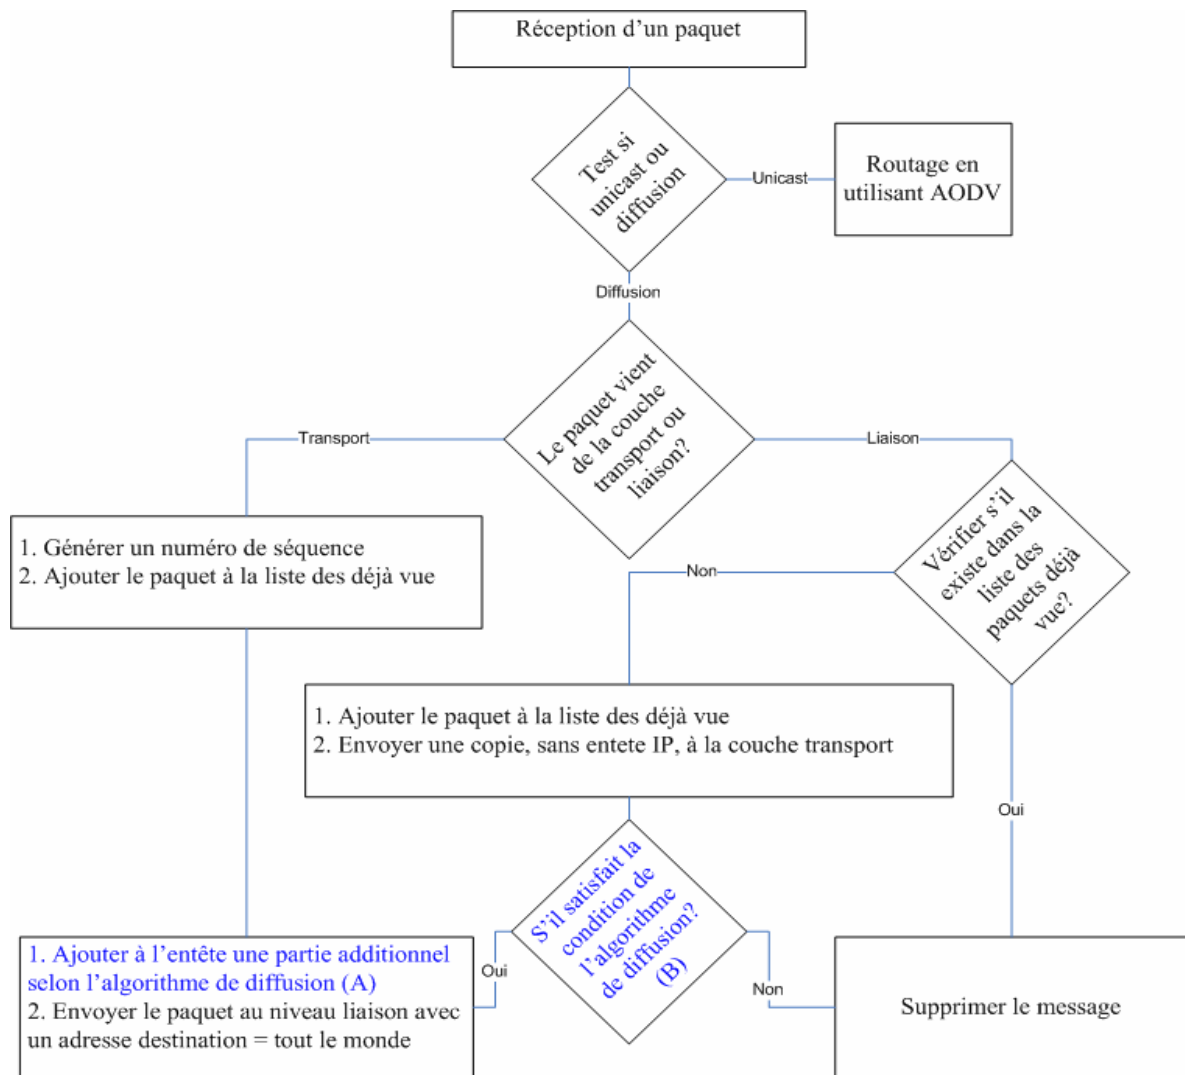 Réception d'un paquet
Test si
unicast ou
diffusion
Unicast
Routage en
utilisant AODV
Diffusion
Le paquet vient
de la couche
transport ou
liaison?
Transport
Liaison
1. Générer un numéro de séquence
2. Ajouter le paquet à la liste des déjà vue
Vérifier s'il
existe dans la
liste des
paquets déjà
vue?
Non
1. Ajouter le paquet à la liste des déjà vue
2. Envoyer une copie, sans entete IP, à la couche transport
Oui
S'il satisfait la
condition de
l'algorithme
de diffusion?
(B)
1. Ajouter à l'entête une partie additionnel
selon l'algorithme de diffusion (A)
2. Envoyer le paquet au niveau liaison avec
un adresse destination = tout le monde
Oui
Non
Supprimer le message